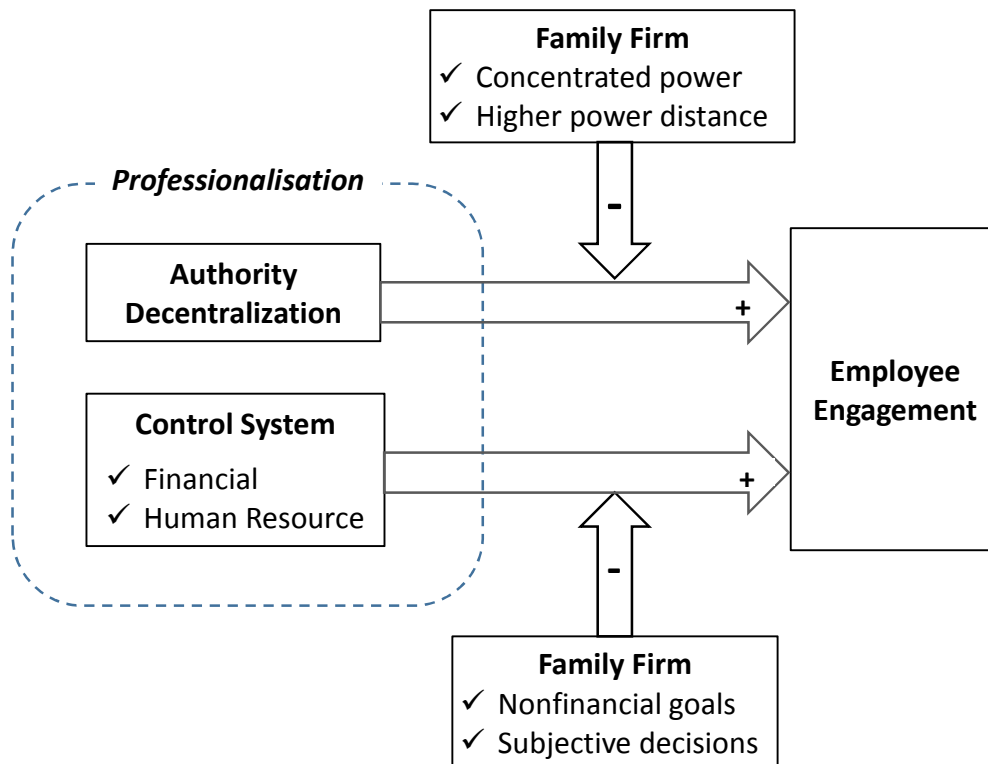 Family Firm
✓ Concentrated power
✓ Higher power distance
-
Professionalisation
Authority
Decentralization
+
Employee
Engagement
Control System
✓ Financial
✓ Human Resource
+
-
Family Firm
✓ Nonfinancial goals
✓ Subjective decisions